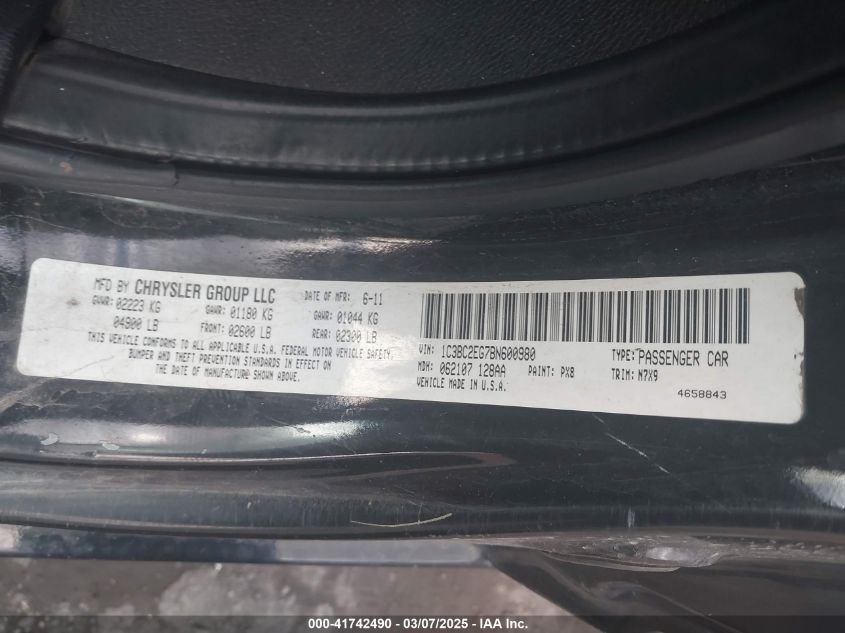 MFD BY CHRYSLER GROUP LLC DATE OF MFR: 6-11
GVWR: 02223 KG GAWR: 01180 KG GAWR: 01044 KG
04900 LB FRONT: 02600 LB REAR: 02300 LB
THIS VEHICLE CONFORMS TO ALL APPLICABLE U.S.A. FEDERAL MOTOR VEHICLE SAFETY,
BUMPER AND THEFT PREVENTION STANDARDS IN EFFECT ON
THE DATE OF MANUFACTURE SHOWN ABOVE.
VIN: 1C3BC2EG7BN600980 TYPE: PASSENGER CAR
MDH: 062107 128AA PAINT: PX8 TRIM: N7X9
VEHICLE MADE IN U.S.A.
4658843
000-41742490 - 03/07/2025 - IAA Inc.